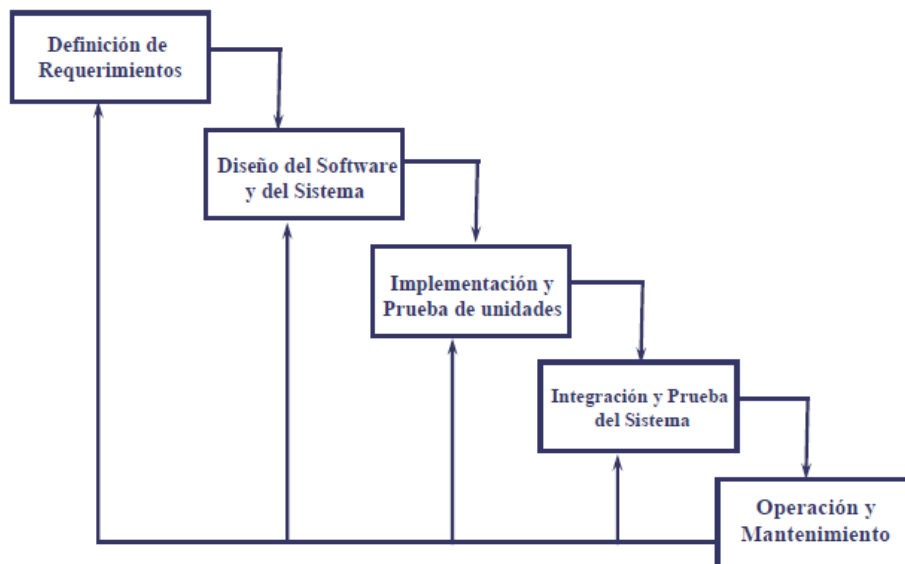 Definición de
Requerimientos
Diseño del Software
y del Sistema
Implementación y
Prueba de unidades
Integración y Prueba
del Sistema
Operación y
Mantenimiento